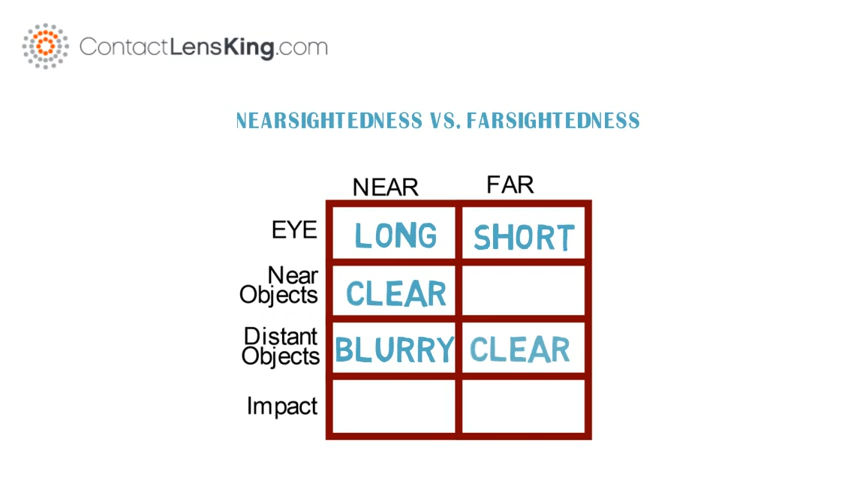 ContactLensKing.com
NEARSIGHTEDNESS VS. FARSIGHTEDNESS
NEAR FAR
EYE LONG SHORT
Near
Objects CLEAR
Distant
Objects BLURRY CLEAR
Impact